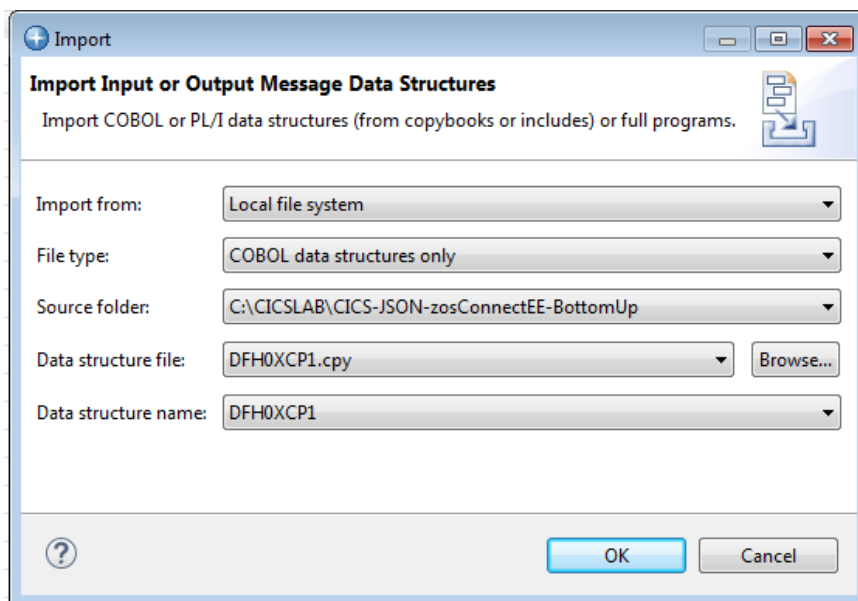 Import
Import Input or Output Message Data Structures
Import COBOL or PL/I data structures (from copybooks or includes) or full programs.
Import from: Local file system
File type: COBOL data structures only
Source folder: C:\CICSLAB\CICS-JSON-zosConnectEE-BottomUp
Data structure file: DFH0XCP1.cpy Browse...
Data structure name: DFH0XCP1
? OK Cancel